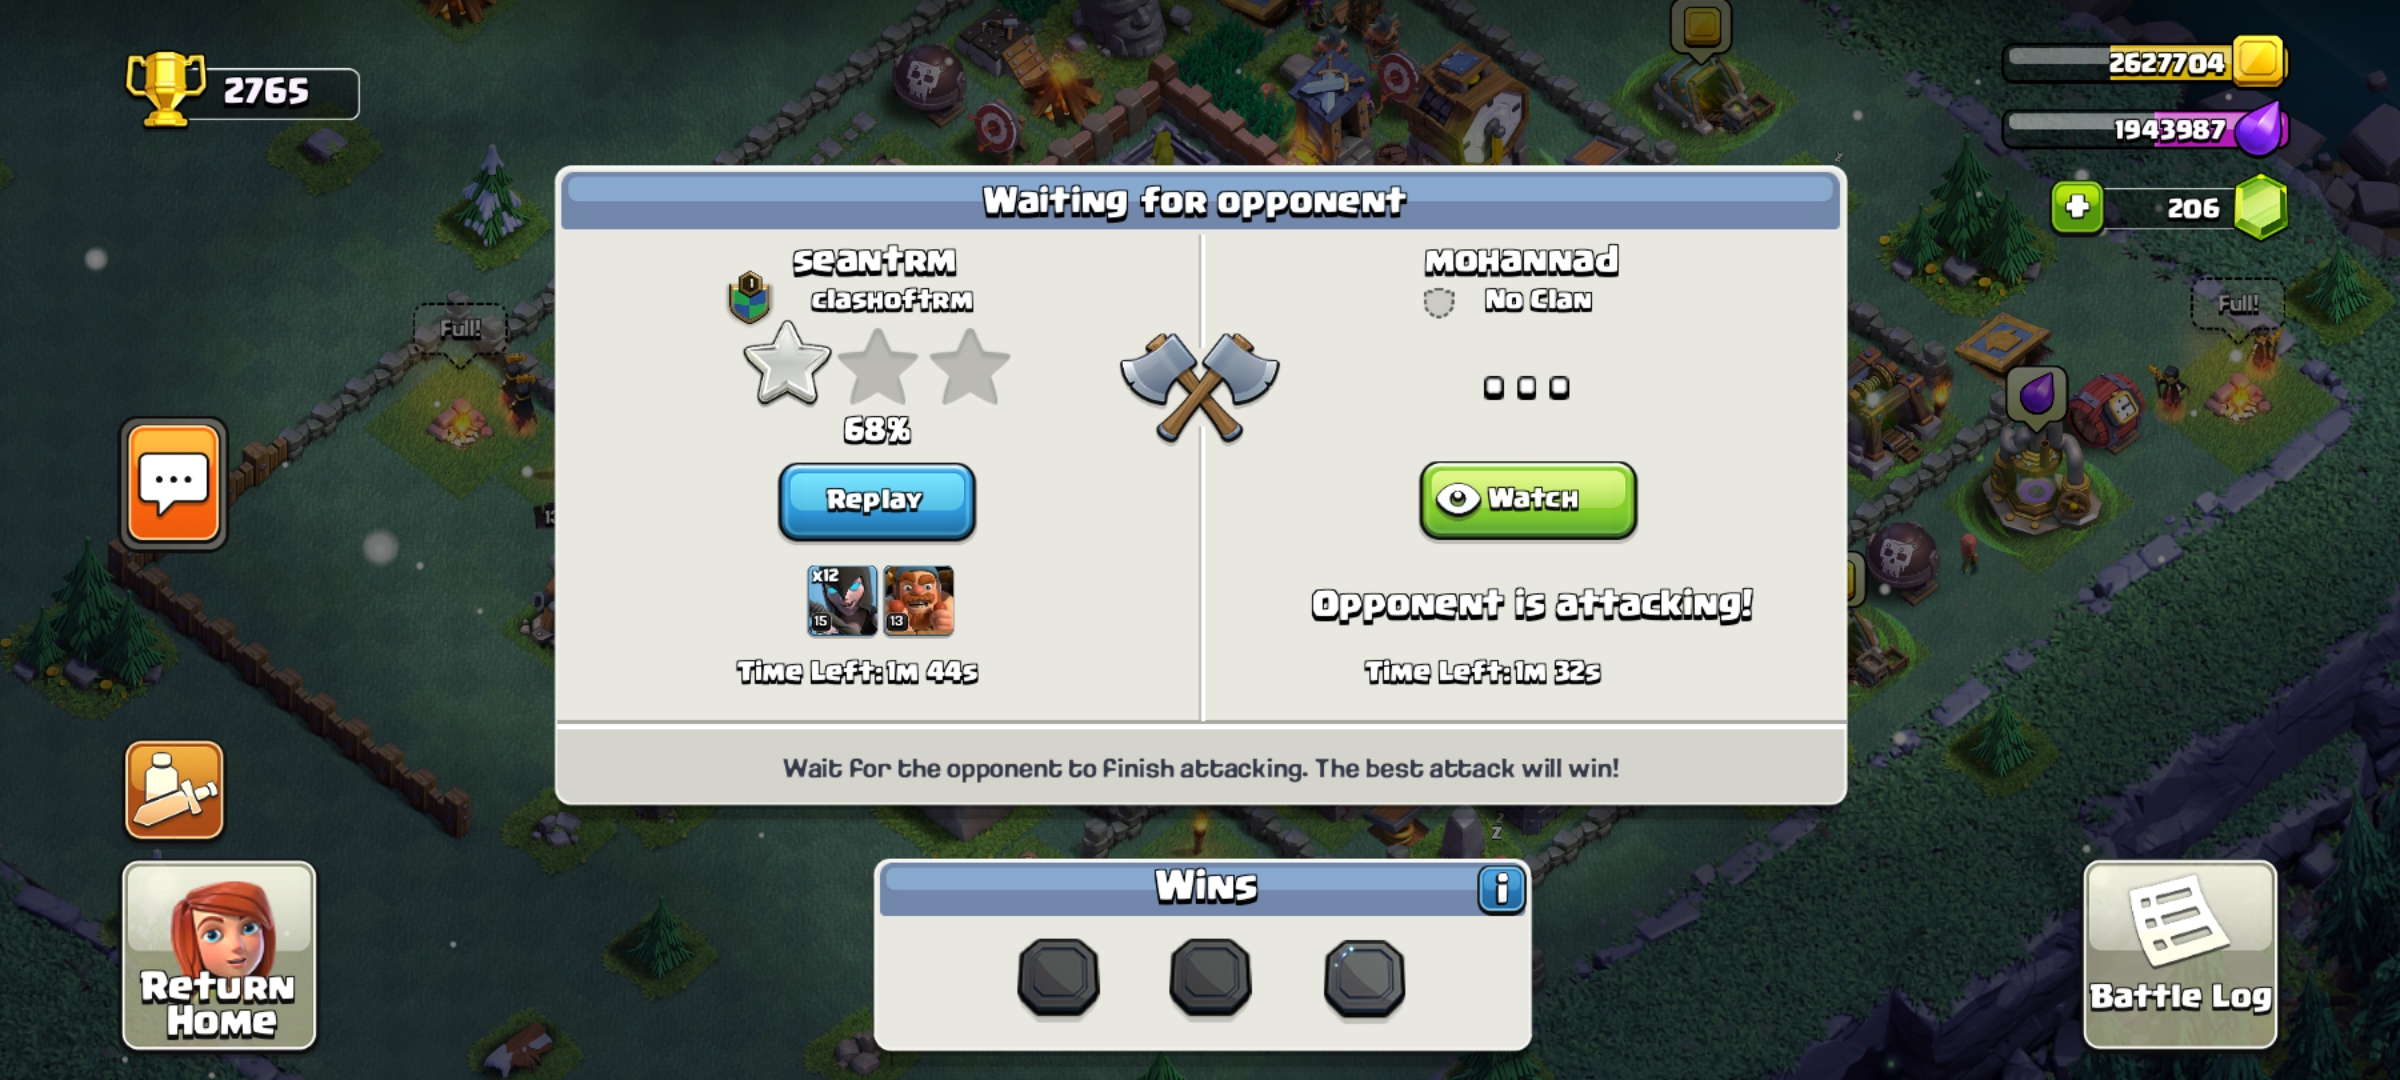 2765
2627704
1943987
206
Waiting for opponent
seantrm
1
clashoftrm
68%
Replay
x12
15
13
Time Left:1m 44s
Mohannad
No Clan
...
Watch
Opponent is attacking!
Time Left:1m 32s
Wait for the opponent to finish attacking. The best attack will win!
Full!
Full!
13
z
z
z
Wins
i
Return
Home
Battle Log